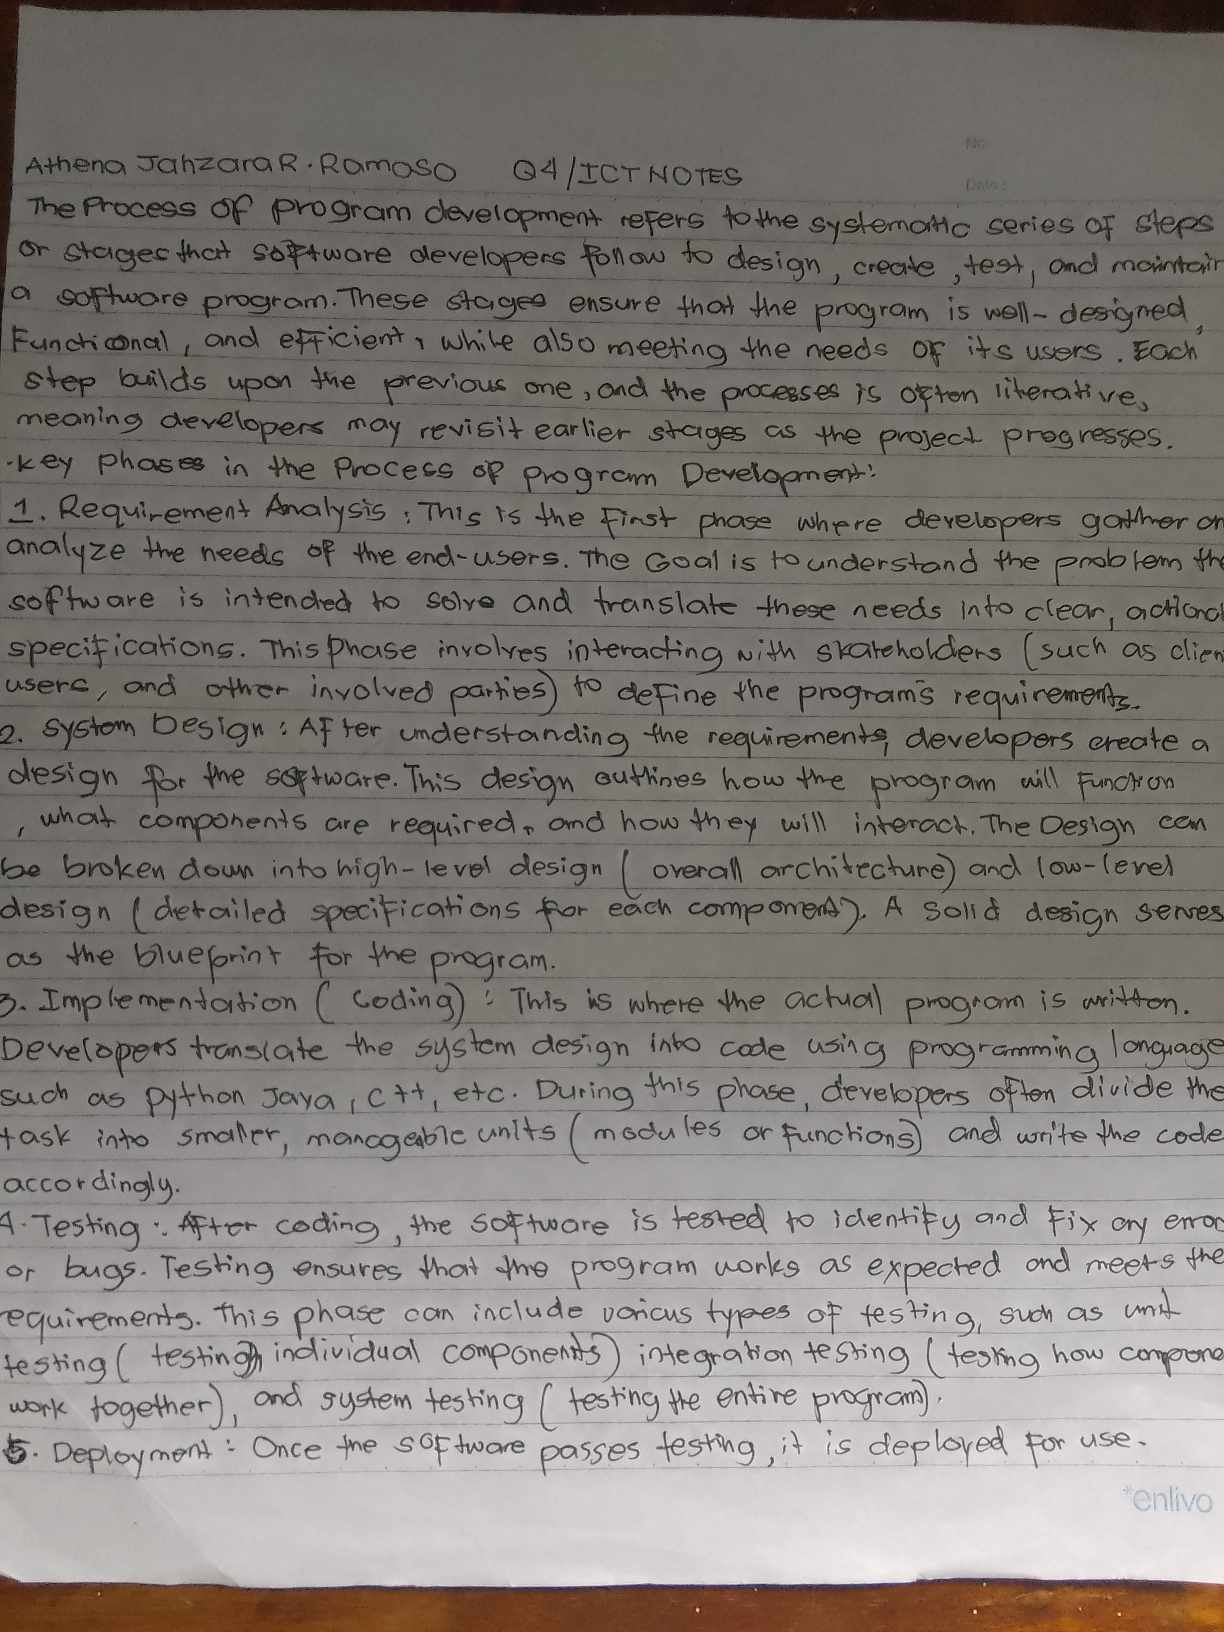 No.
Date:
Athena Jahzara R. Ramoso Q4/ICT NOTES
The Process of program development refers to the systematic series of steps
or stages that software developers follow to design, create, test, and maintain
a software program. These stages ensure that the program is well-designed,
Functional, and efficient, while also meeting the needs of its users. Each
step builds upon the previous one, and the processes is often literative,
meaning developers may revisit earlier stages as the project progresses.
·Key phases in the Process of program Development:
1. Requirement Analysis: This is the First phase where developers gather an
analyze the needs of the end-users. The Goal is to understand the problem th
software is intended to solve and translate these needs into clear, actiona
specifications. This Phase involves interacting with skateholders (such as clien
users, and other involved parties) to define the program's requirements.
2. System Design: After understanding the requirements, developers create a
design for the software. This design outlines how the program will Function
, what components are required, and how they will interact. The Design can
be broken down into high-level design (overall architecture) and low-level
design (detailed specifications for each component). A Solid design serves
as the blueprint for the program.
3. Implementation (Coding): This is where the actual program is written.
Developers translate the system design into code using programming language
such as python Java, C++, etc. During this phase, developers often divide the
task into smaller, manageable units (modules or functions) and write the code
accordingly.
4. Testing: After coding, the software is tested to identify and Fix any error
or bugs. Testing ensures that the program works as expected and meets the
requirements. This phase can include various types of testing, such as unit
testing (testing individual components) integration testing (testing how compone
work together), and system testing (testing the entire program).
5. Deployment: Once the software passes testing, it is deployed for use.
*enlivo